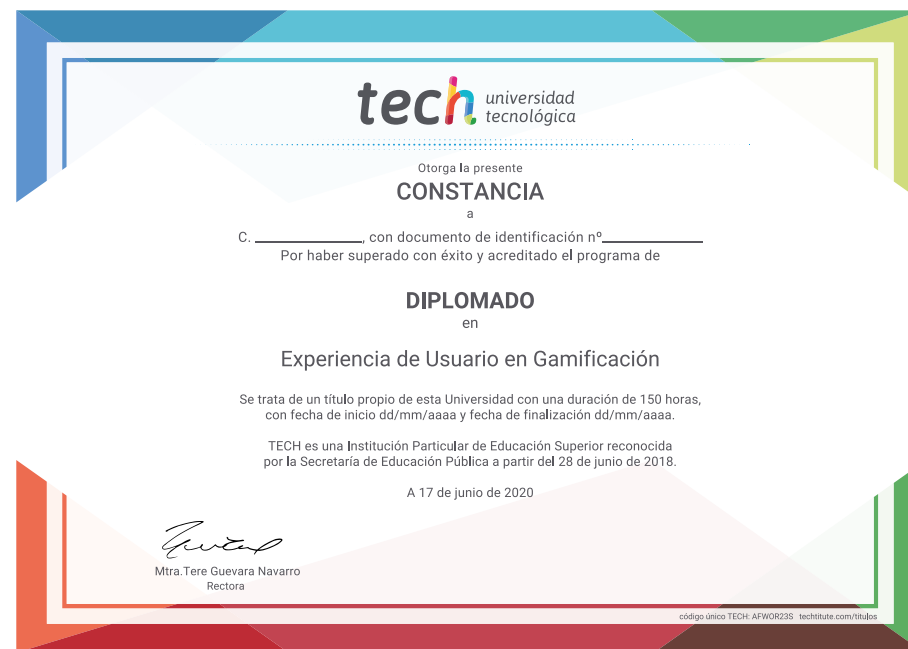 tech universidad
tecnológica
Otorga la presente
CONSTANCIA
a
C. ____________, con documento de identificación nº____________
Por haber superado con éxito y acreditado el programa de
DIPLOMADO
en
Experiencia de Usuario en Gamificación
Se trata de un título propio de esta Universidad con una duración de 150 horas,
con fecha de inicio dd/mm/aaaa y fecha de finalización dd/mm/aaaa.
TECH es una Institución Particular de Educación Superior reconocida
por la Secretaría de Educación Pública a partir del 28 de junio de 2018.
A 17 de junio de 2020
Mtra.Tere Guevara Navarro
Rectora
código único TECH: AFWOR23S techtitute.com/titulos